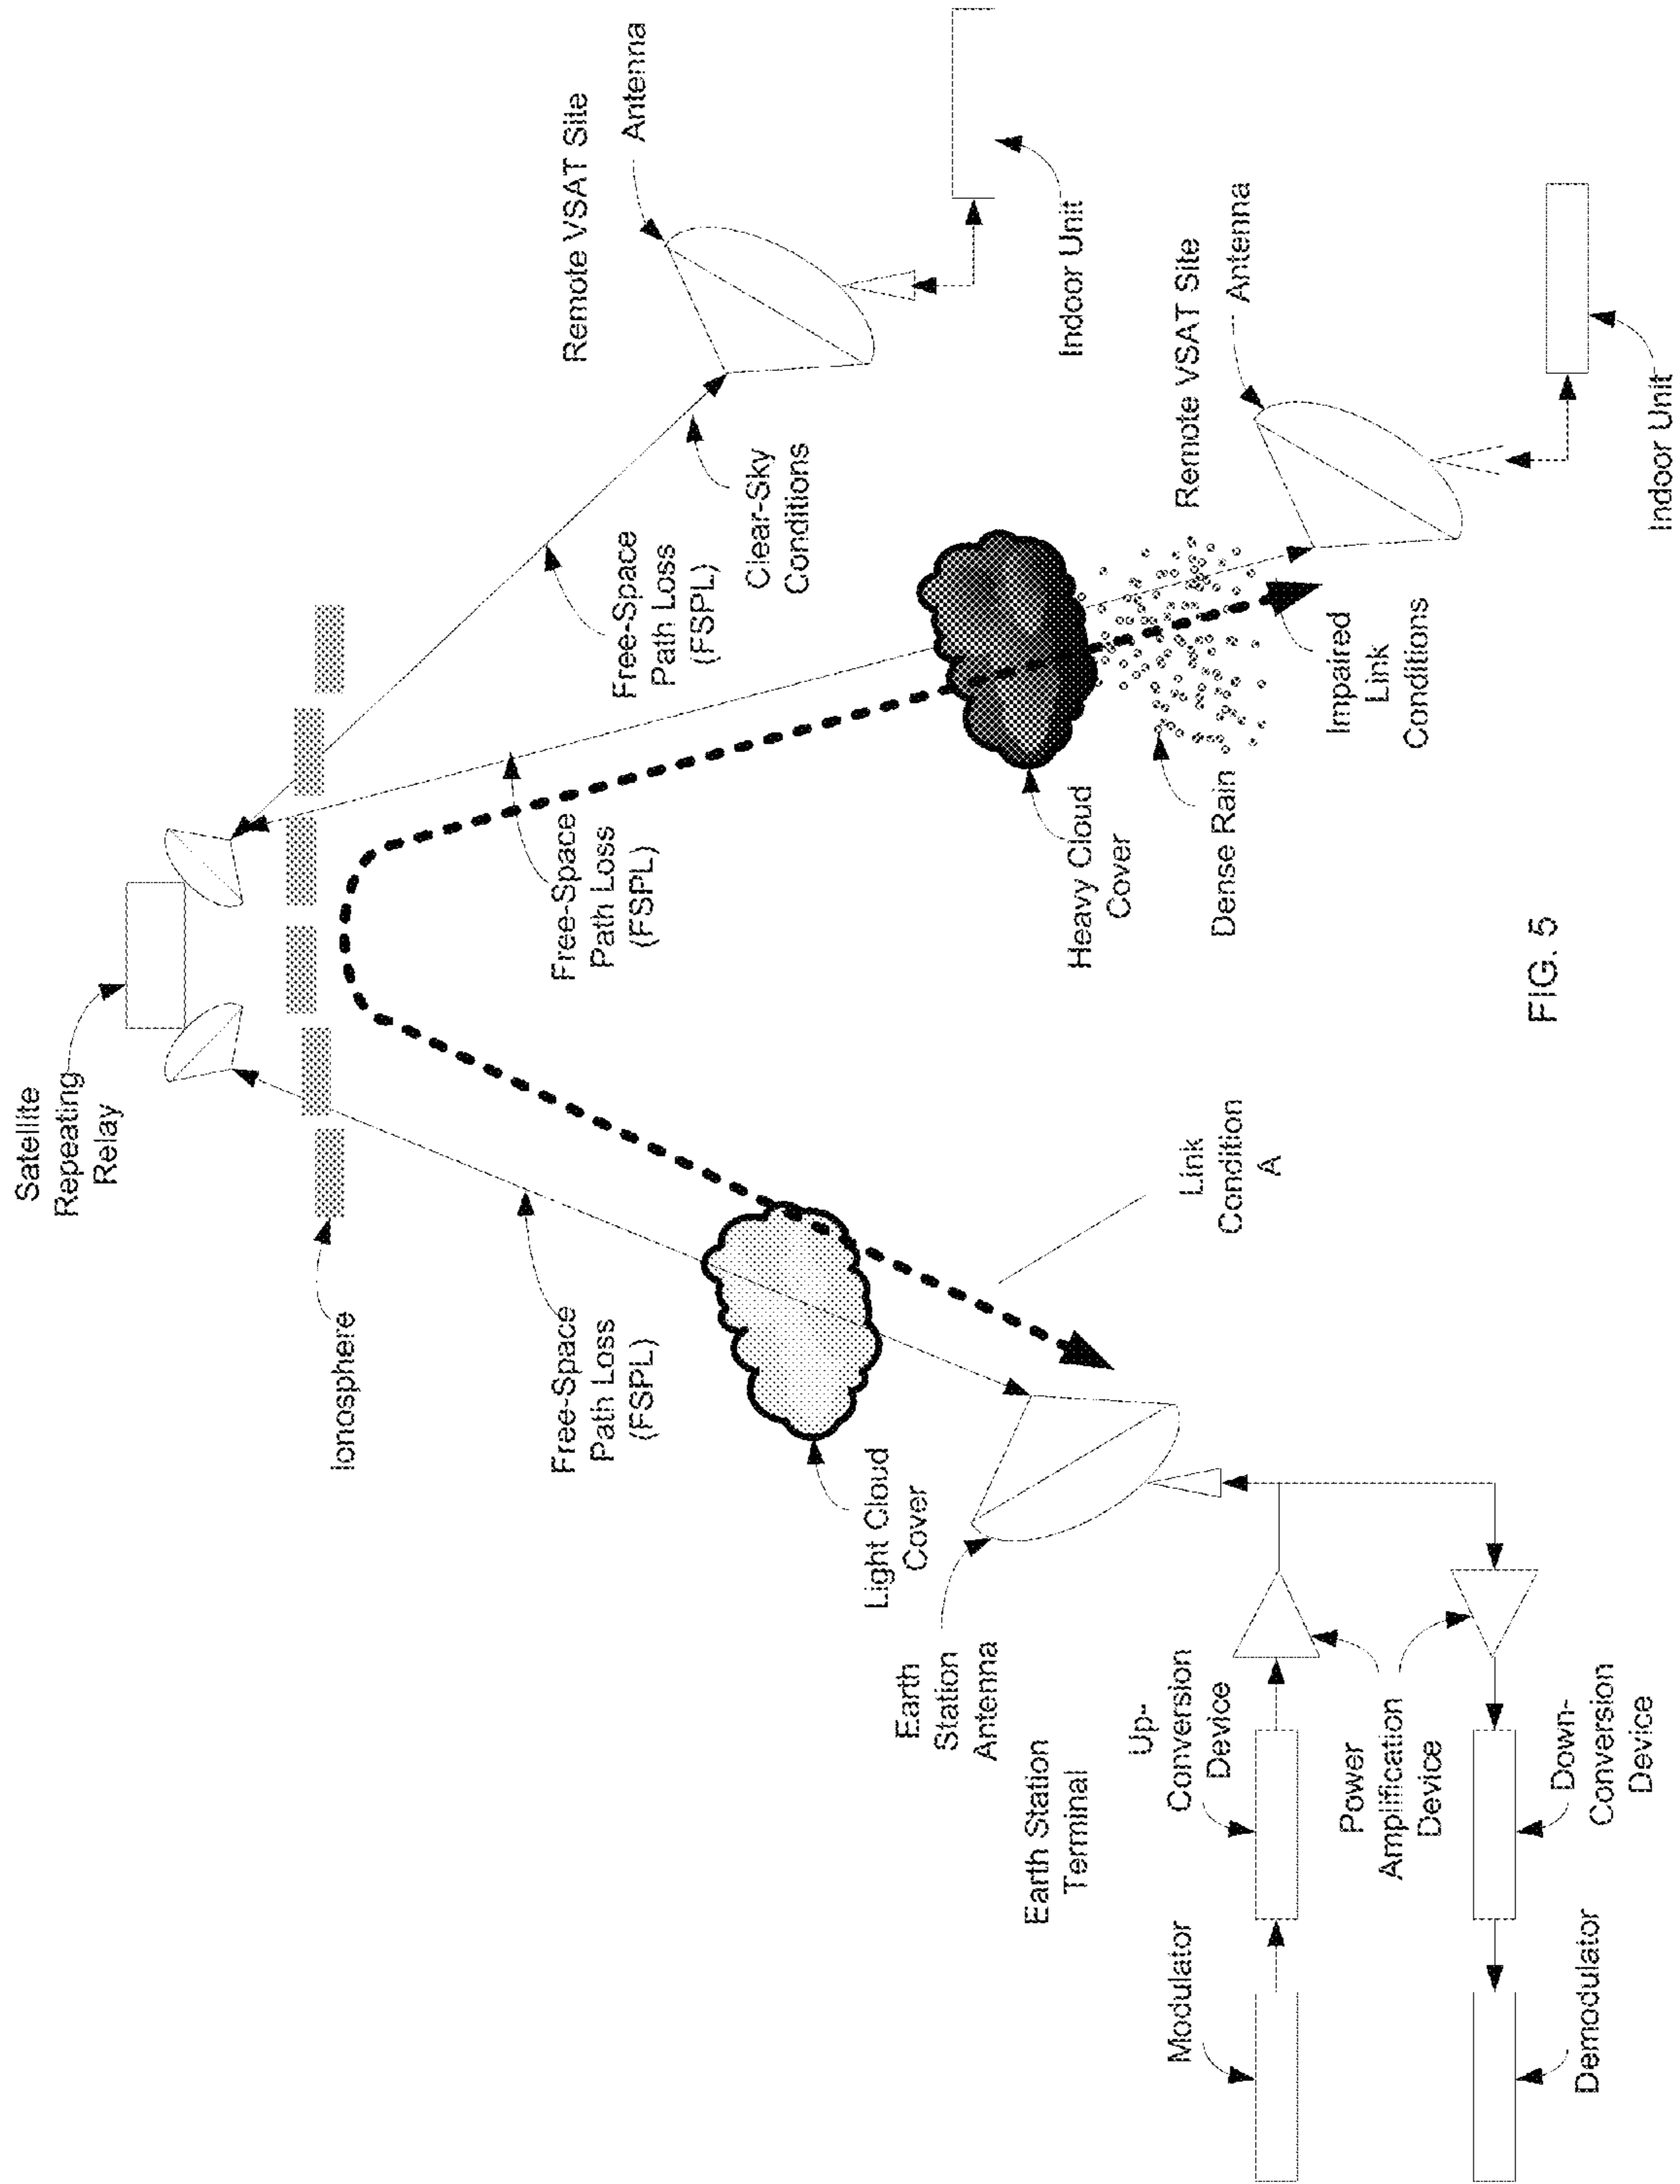 Satellite
Repeating
Relay
Ionosphere
Free-Space
Path Loss
(FSPL)
Free-Space
Path Loss
(FSPL)
Free-Space
Path Loss
(FSPL)
Clear-Sky
Conditions
Remote VSAT Site
Antenna
Indoor Unit
Light Cloud
Cover
Heavy Cloud
Cover
Dense Rain
Remote VSAT Site
Antenna
Indoor Unit
Impaired
Link
Conditions
Link
Condition
A
Earth
Station
Antenna
Earth Station
Terminal
Modulator
Up-
Conversion
Device
Power
Amplification
Device
Demodulator
Down-
Conversion
Device
FIG. 5